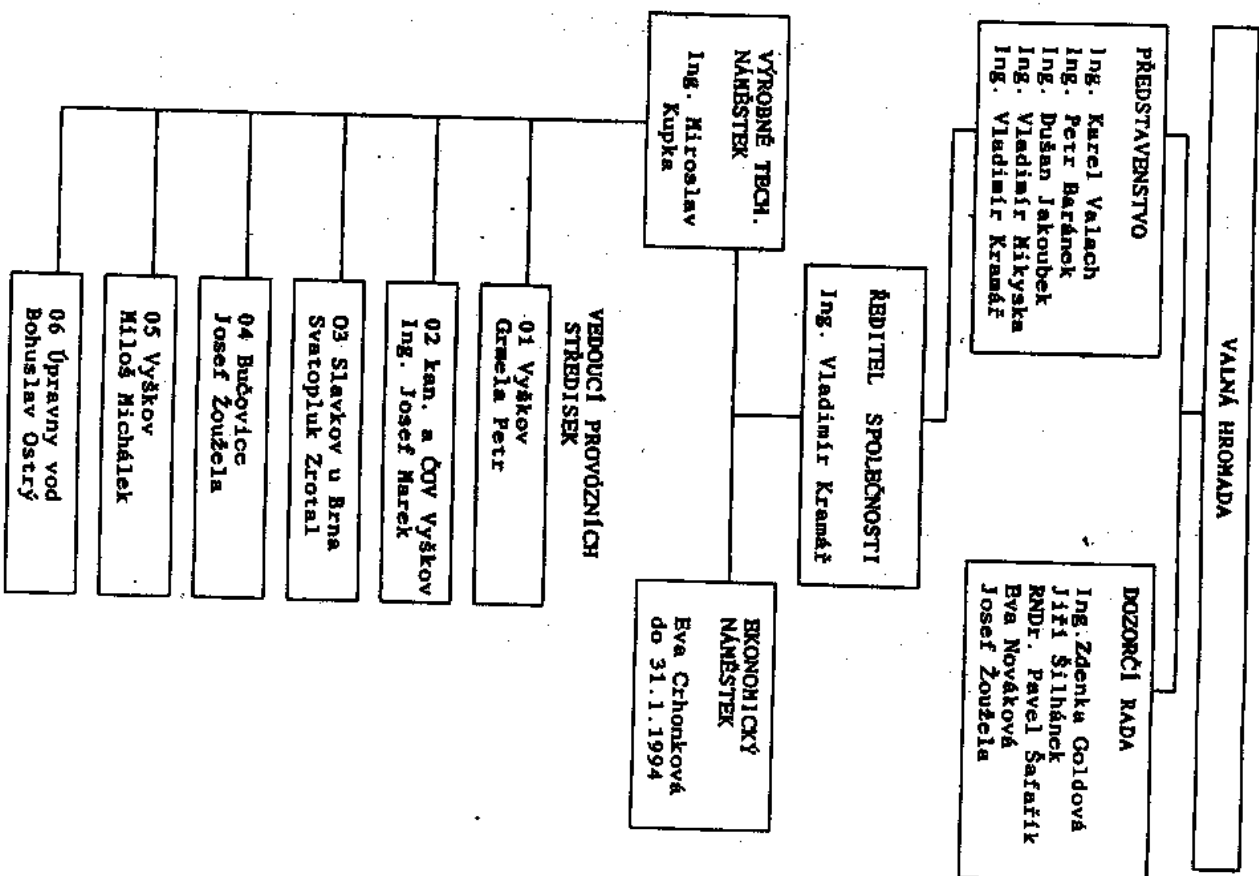 VALNÁ HROMADA
PŘEDSTAVENSTVO
Ing. Karel Valach
Ing. Petr Baránek
Ing. Dušan Jakoubek
Ing. Vladimír Mikyska
Ing. Vladimír Kramář
DOZORČÍ RADA
Ing.Zdenka Goldová
Jiří Šilhánek
RNDr. Pavel Šafařík
Eva Nováková
Josef Žoužela
ŘEDITEL SPOLEČNOSTI
Ing. Vladimír Kramář
VÝROBNĚ TECH.
NÁMĚSTEK
Ing. Miroslav
Kupka
EKONOMICKÝ
NÁMĚSTEK
Eva Crhonková
do 31.1.1994
VEDOUCÍ PROVOZNÍCH
STŘEDISEK
01 Vyškov
Grmela Petr
02 kan. a ČOV Vyškov
Ing. Josef Marek
03 Slavkov u Brna
Svatopluk Zrotal
04 Bučovice
Josef Žoužela
05 Vyškov
Miloš Michálek
06 Úpravny vod
Bohuslav Ostrý